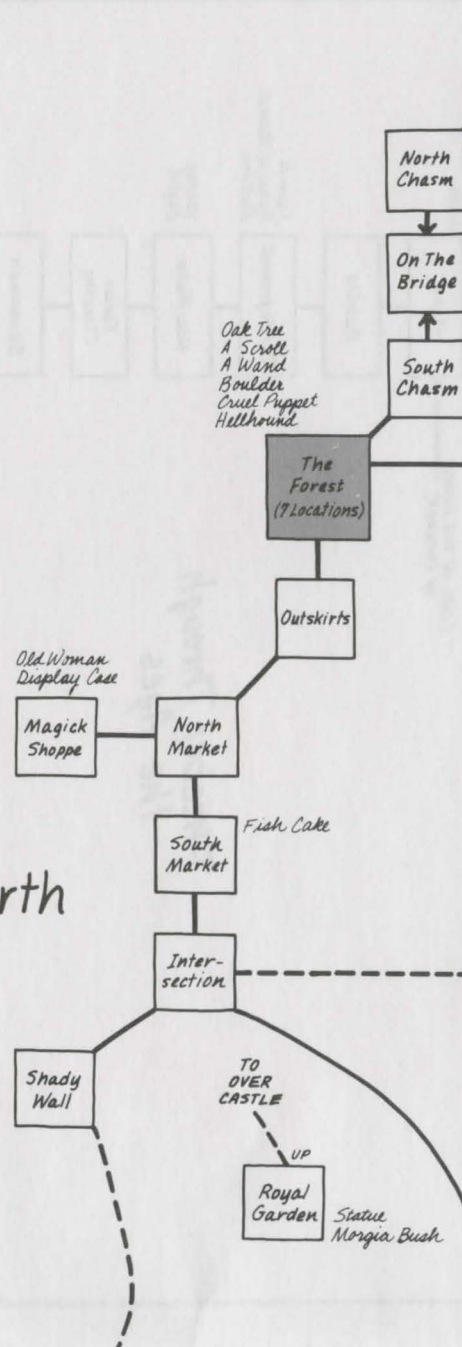 North
Chasm
On The
Bridge
Oak Tree
A Scroll
A Wand
Boulder
Cruel Puppet
Hellhound
South
Chasm
The
Forest
(7 Locations)
Outskirts
Old Woman
Display Case
Magick
Shoppe
North
Market
South
Market
Fish Cake
rth
Inter-
section
Shady
Wall
TO
OVER
CASTLE
UP
Royal
Garden
Statue
Morgia Bush